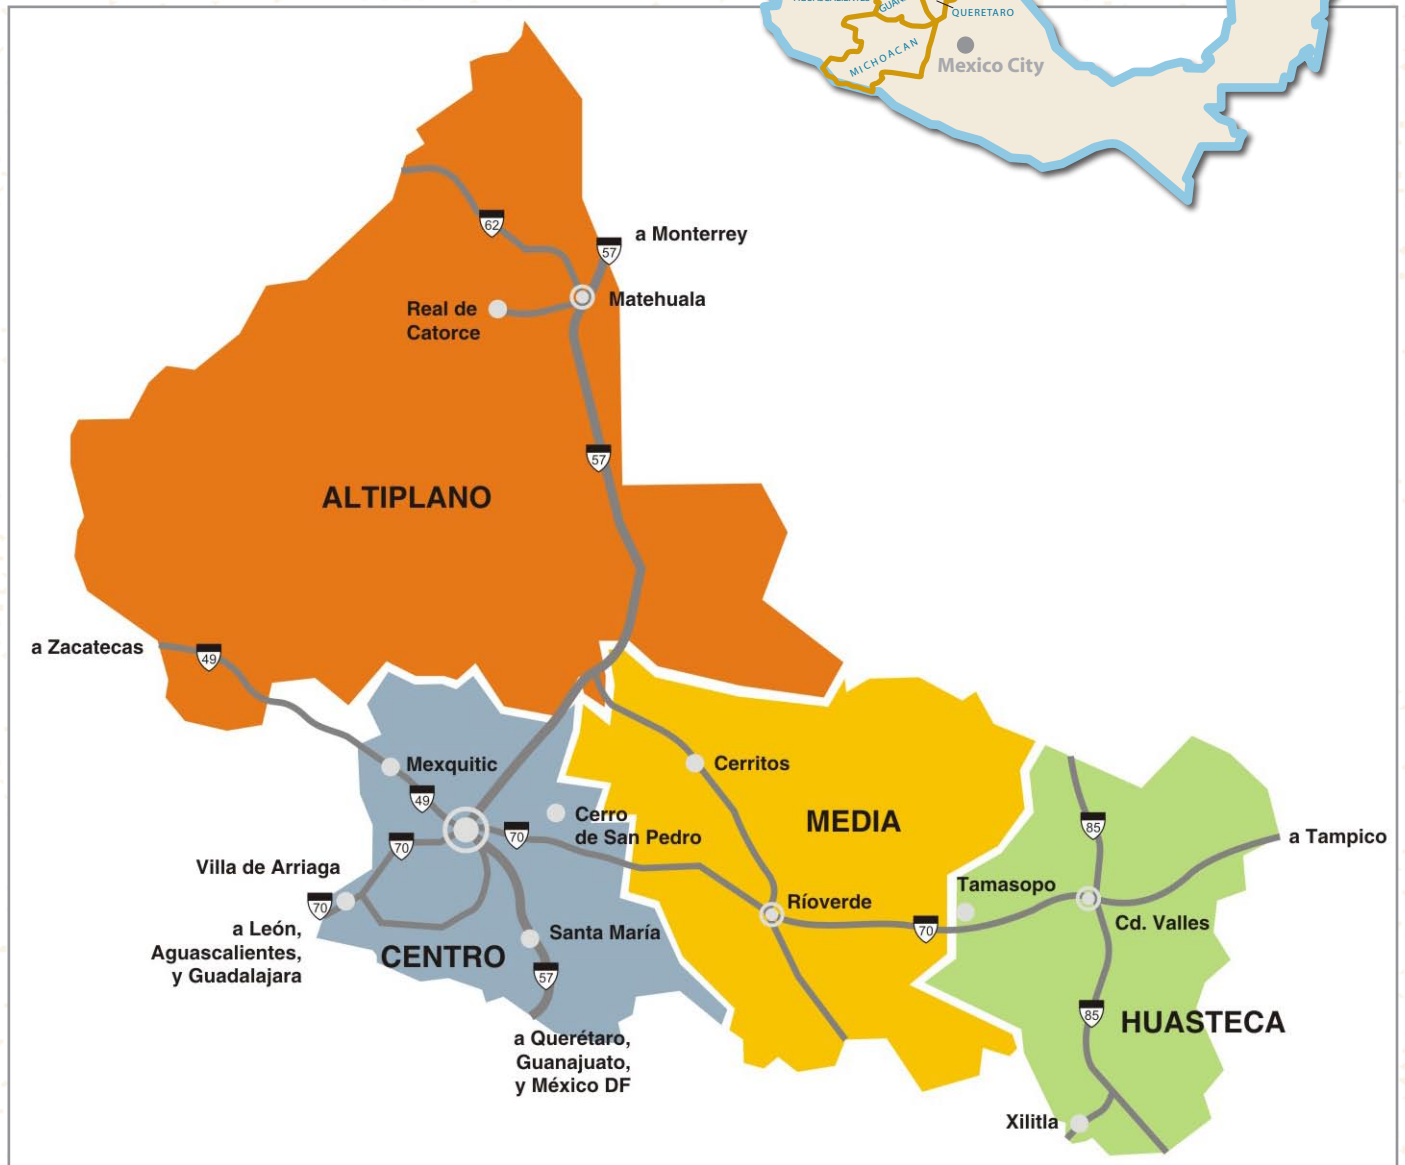 QUERETARO
MICHOACAN
Mexico City
62
57
a Monterrey
Real de
Catorce
Matehuala
57
ALTIPLANO
a Zacatecas
49
Mexquitic
49
Cerritos
Cerro
de San Pedro
MEDIA
70
70
85
a Tampico
Villa de Arriaga
70
Tamasopo
Ríoverde
a León,
Aguascalientes,
y Guadalajara
Santa María
70
Cd. Valles
CENTRO
57
85
HUASTECA
a Querétaro,
Guanajuato,
y México DF
Xilitla